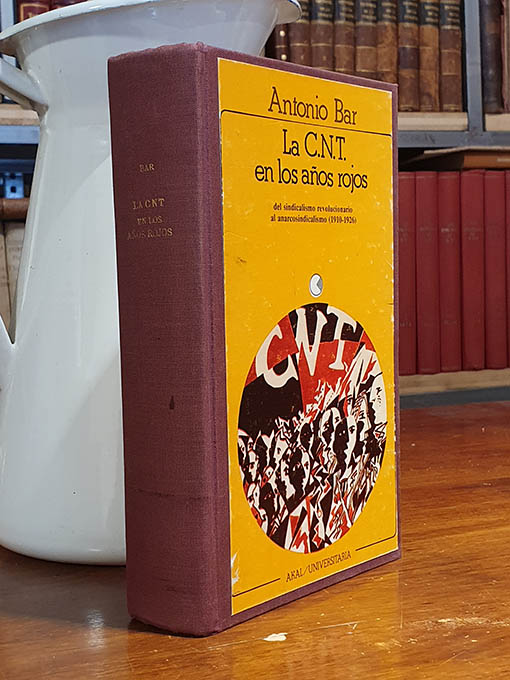 BAR
LA CNT
EN LOS
AÑOS ROJOS
Antonio Bar
La C.N.T.
en los años rojos
del sindicalismo revolucionario
al anarcosindicalismo (1910-1926)
CNT
AKAL/UNIVERSITARIA